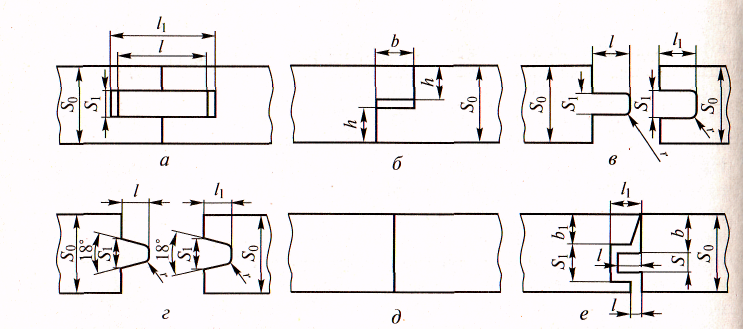 l₁ b l l₁
l
S₀ S₁ h h S₀ S₀ S₁ r S₁ r S₀
а б в
l l₁ l₁
S₀ 18° S₁ r 18° S₁ r S₀ b₁ S₁ l b S S₀
l
г д е